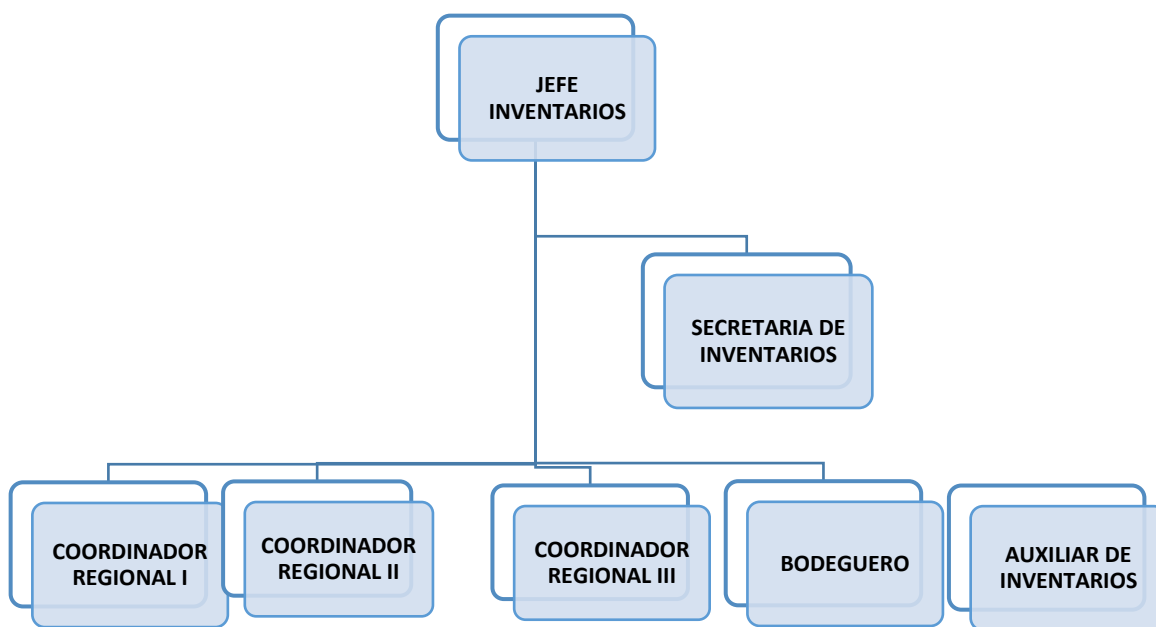 JEFE
INVENTARIOS
SECRETARIA DE
INVENTARIOS
COORDINADOR
REGIONAL I
COORDINADOR
REGIONAL II
COORDINADOR
REGIONAL III
BODEGUERO
AUXILIAR DE
INVENTARIOS